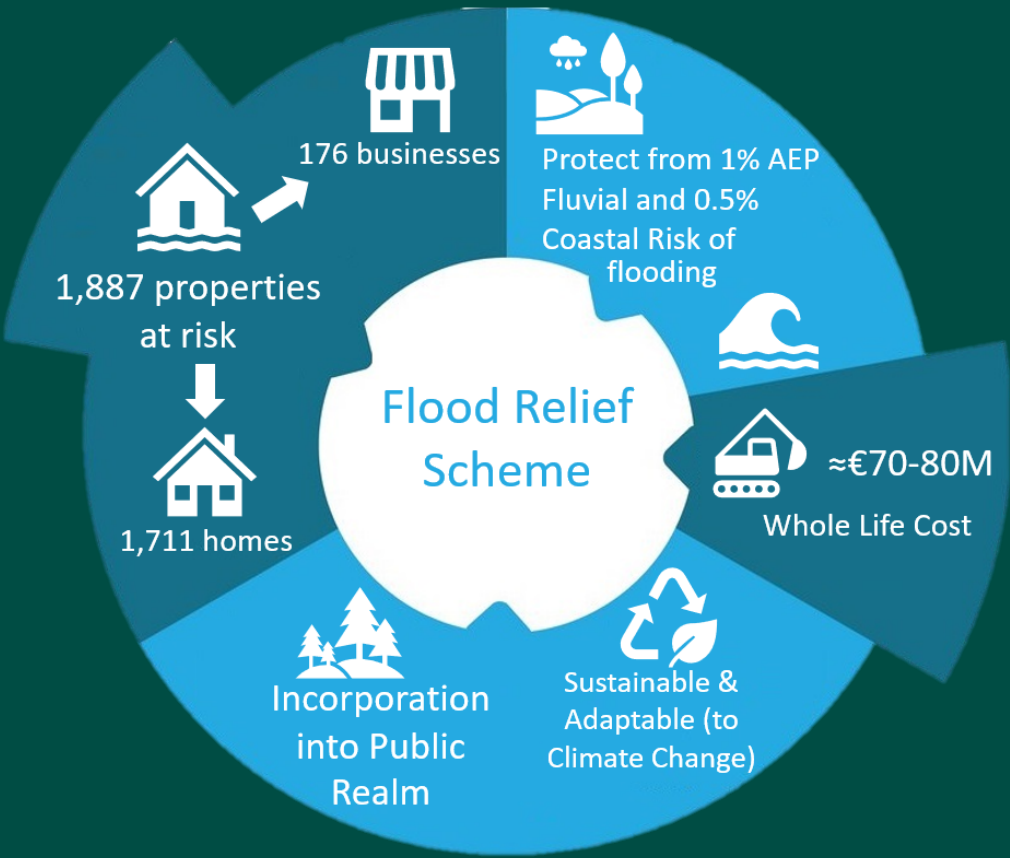 Flood Relief
Scheme
176 businesses
1,887 properties
at risk
1,711 homes
Protect from 1% AEP
Fluvial and 0.5%
Coastal Risk of
flooding
≈€70-80M
Whole Life Cost
Sustainable &
Adaptable (to
Climate Change)
Incorporation
into Public
Realm